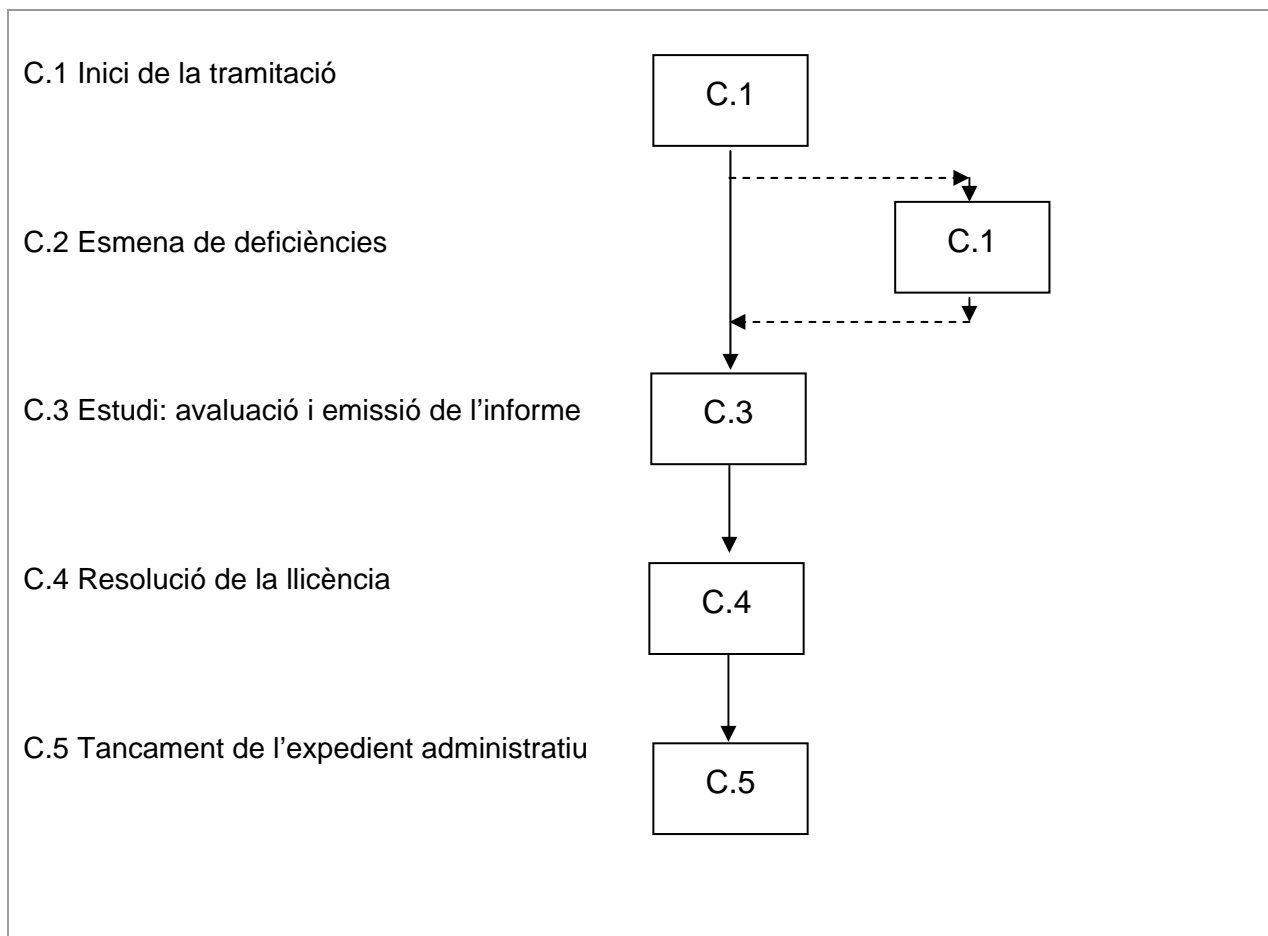 C.1 Inici de la tramitació
C.1
C.2 Esmena de deficiències
C.1
C.3 Estudi: avaluació i emissió de l’informe
C.3
C.4 Resolució de la llicència
C.4
C.5 Tancament de l’expedient administratiu
C.5